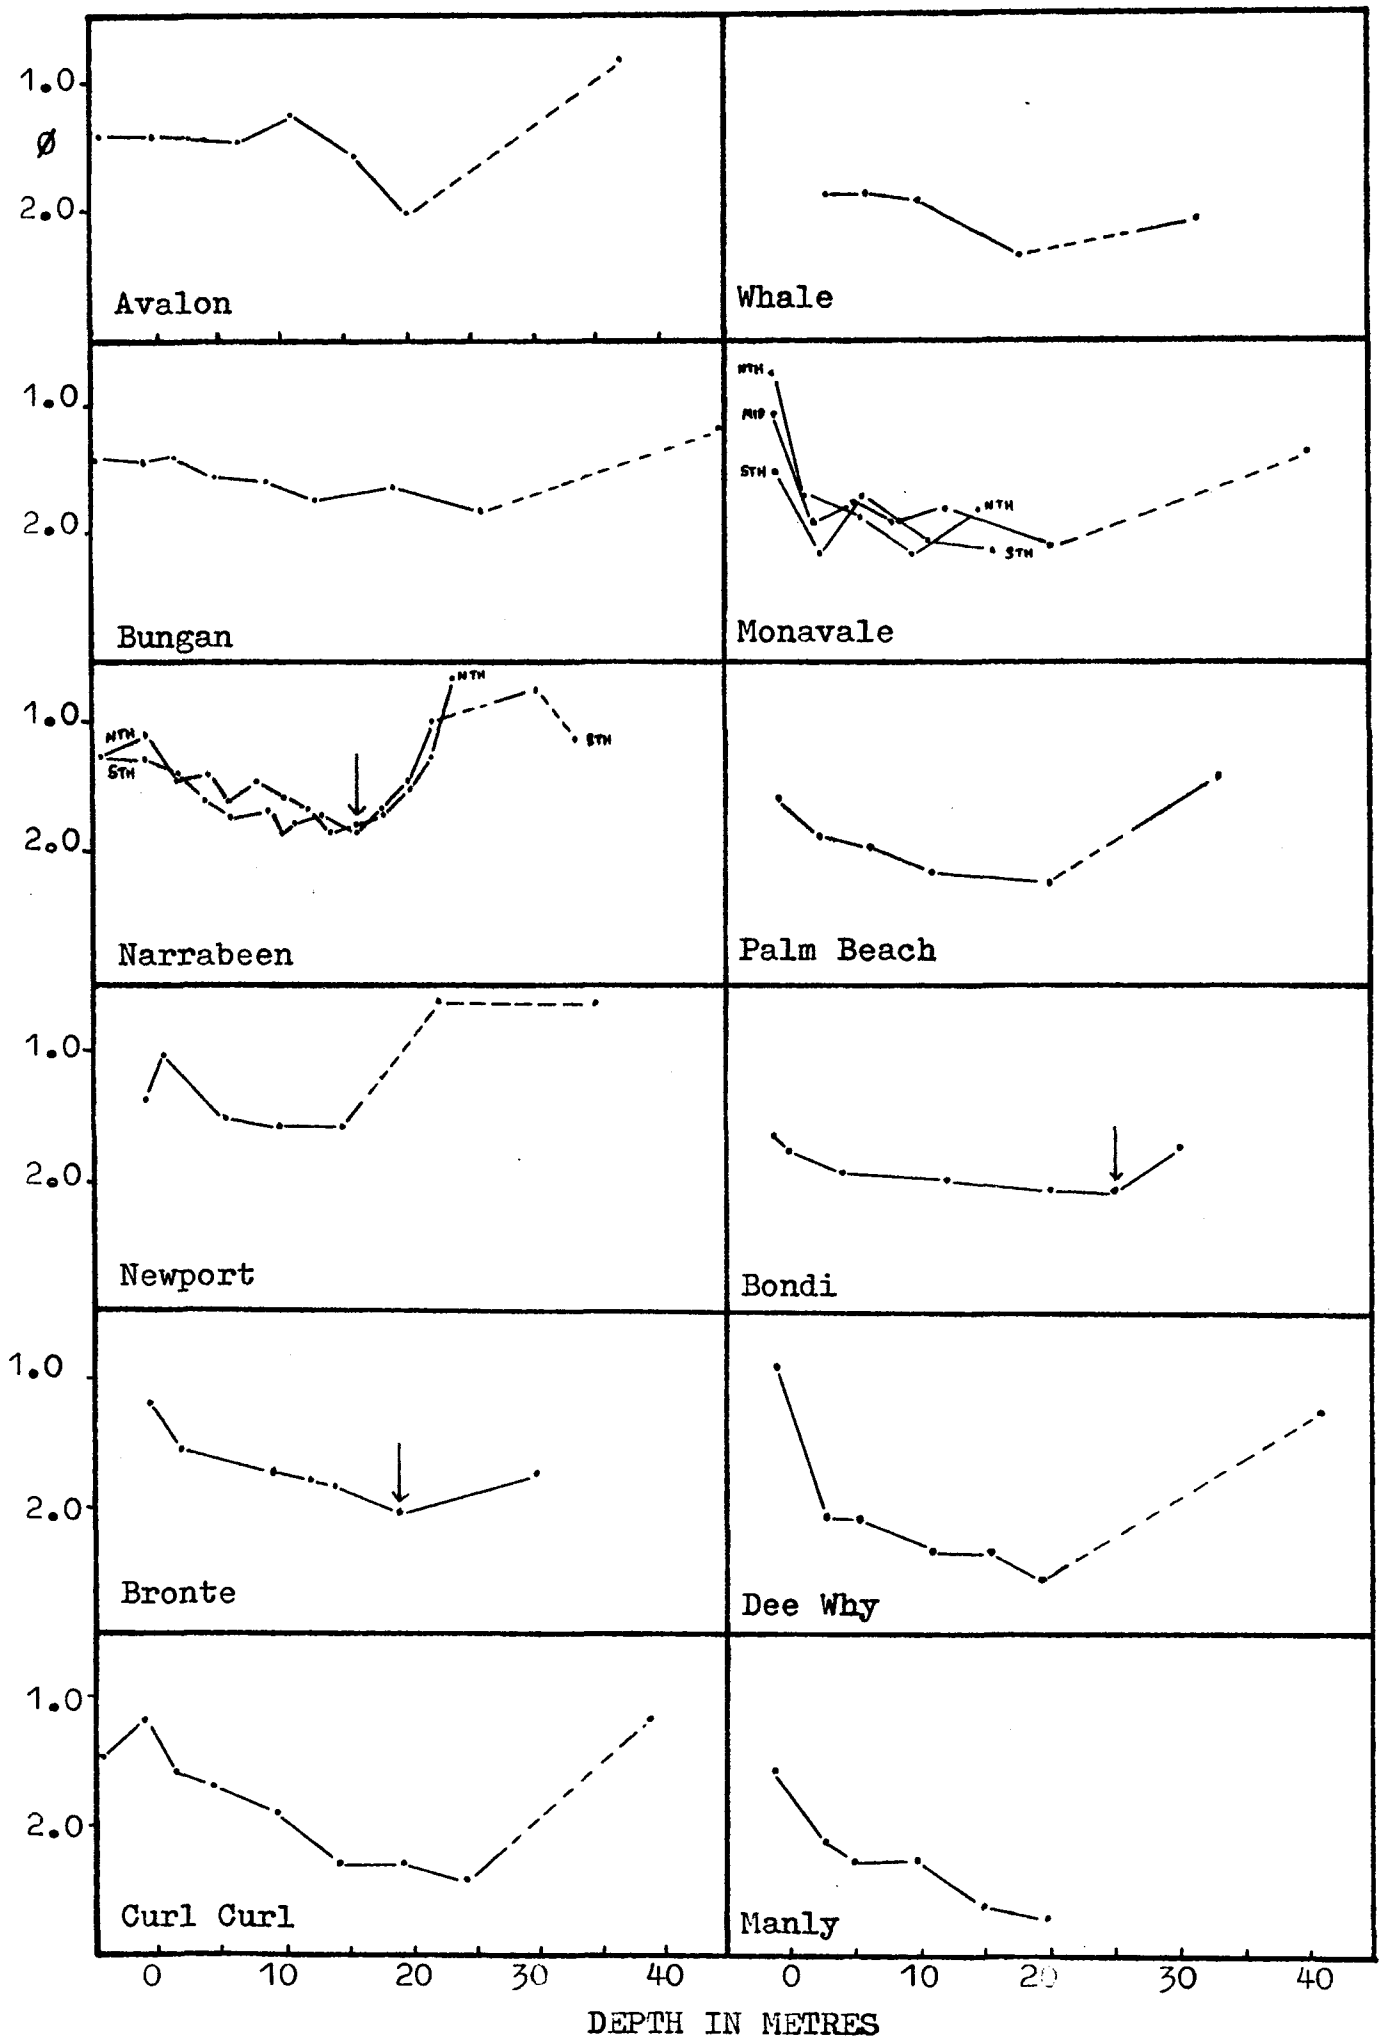 1.0
ø
2.0
Avalon
Whale
1.0
2.0
Bungan
NTH
MID
STH
NTH
STH
Monavale
1.0
2.0
NTH
STH
NTH
STH
Narrabeen
Palm Beach
1.0
2.0
Newport
Bondi
1.0
2.0
Bronte
Dee Why
1.0
2.0
Curl Curl
Manly
0 10 20 30 40 0 10 20 30 40
DEPTH IN METRES